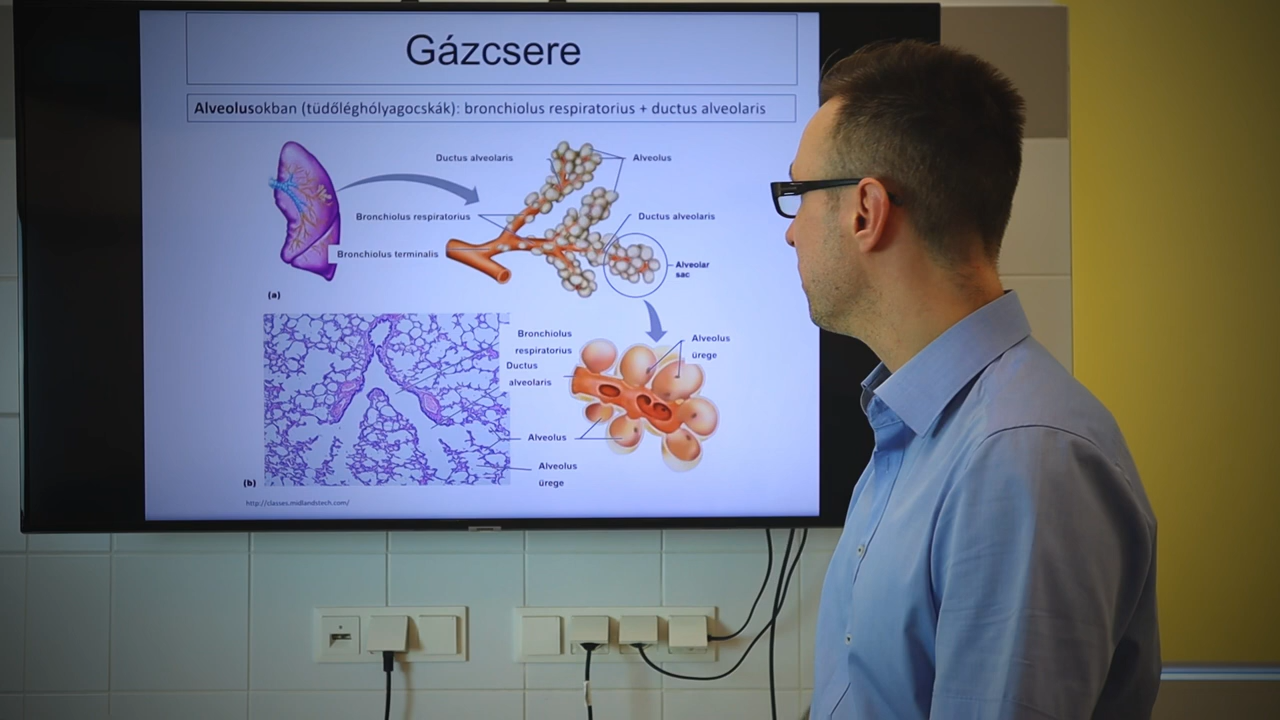 Gázcsere
Alveolusokban (tüdőléghólyagocskák): bronchiolus respiratorius + ductus alveolaris
Ductus alveolaris
Alveolus
Bronchiolus respiratorius
Ductus alveolaris
Bronchiolus terminalis
Alveolar
sac
(a)
Bronchiolus
respiratorius
Alveolus
ürege
Ductus
alveolaris
Alveolus
Alveolus
ürege
(b)
http://classes.midlandstech.com/